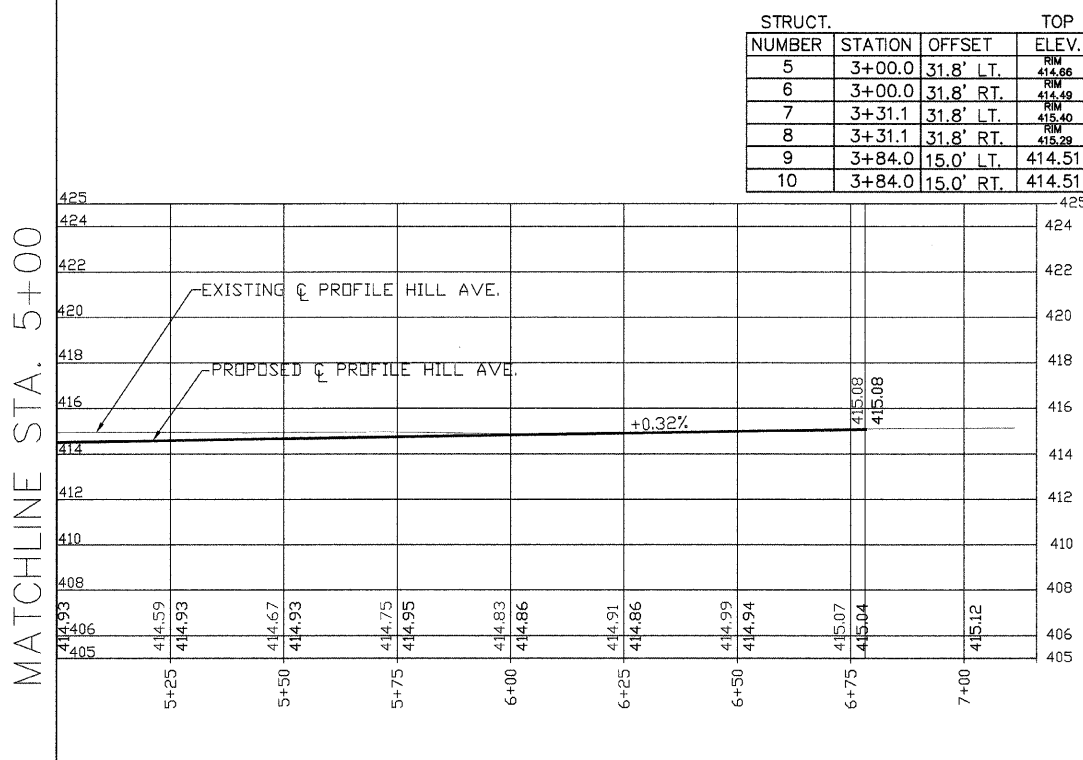 STRUCT. TOP
NUMBER STATION OFFSET ELEV.
5 3+00.0 31.8' LT. RIM 414.66
6 3+00.0 31.8' RT. RIM 414.49
7 3+31.1 31.8' LT. RIM 415.40
8 3+31.1 31.8' RT. RIM 415.29
9 3+84.0 15.0' LT. 414.51
10 3+84.0 15.0' RT. 414.51
MATCHLINE STA. 5+00
425 425
424 424
422 422
EXISTING ℄ PROFILE HILL AVE.
420 420
418 418
PROPOSED ℄ PROFILE HILL AVE.
416 415.08 415.08 416
+0.32%
414 414
412 412
410 410
408 408
414.93 414.59 414.93 414.67 414.93 414.75 414.95 414.83 414.86 414.91 414.86 414.99 414.94 415.07 415.04 415.12
406 406
405 405
5+25 5+50 5+75 6+00 6+25 6+50 6+75 7+00